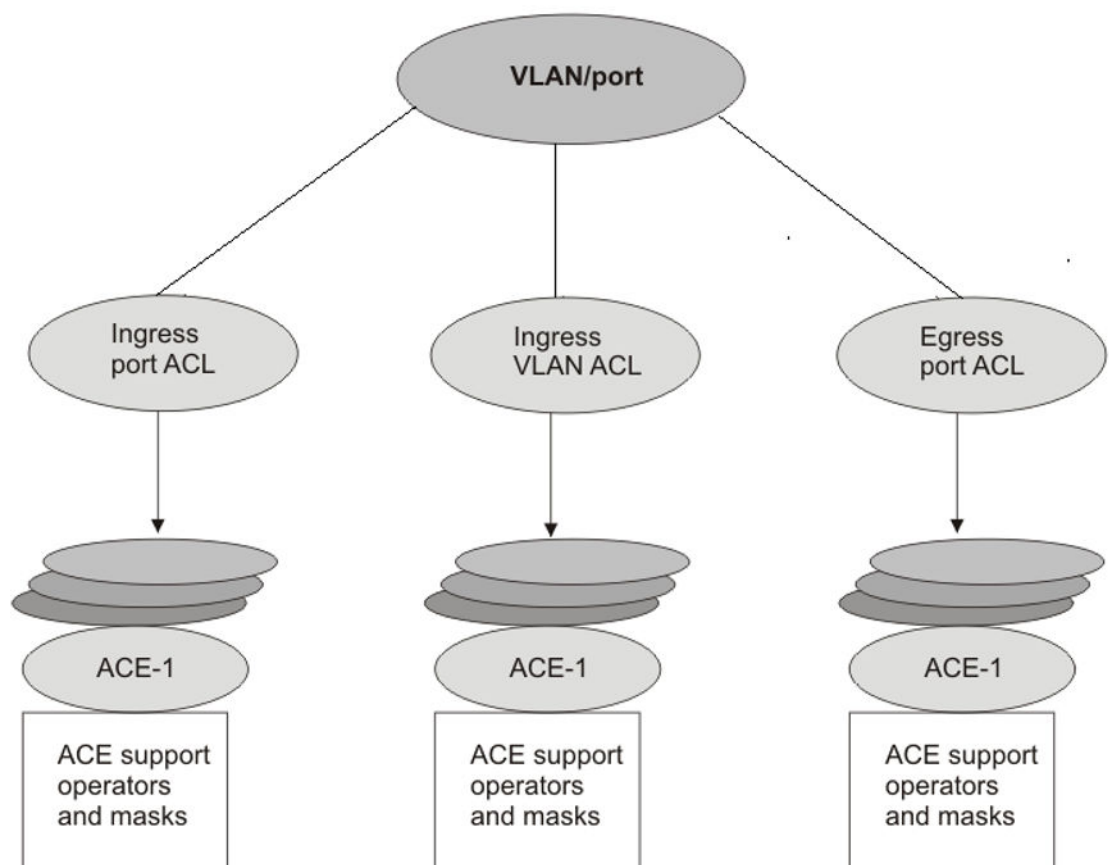 VLAN/port
Ingress
port ACL
Ingress
VLAN ACL
Egress
port ACL
ACE-1
ACE-1
ACE-1
ACE support
operators
and masks
ACE support
operators
and masks
ACE support
operators
and masks